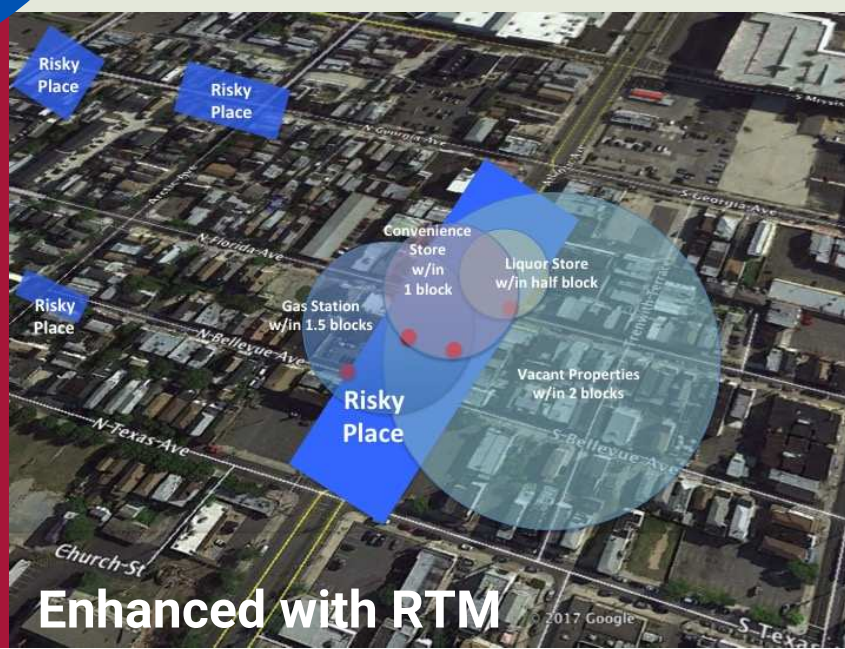 Risky
Place
Risky
Place
S Georgia Ave
N Georgia Ave
Arctic Ave
Convenience
Store
w/in
1 block
Liquor Store
w/in half block
N Florida Ave
Gas Station
w/in 1.5 blocks
Risky
Place
N Bellevue Ave
Vacant Properties
w/in 2 blocks
Risky
Place
S Bellevue Ave
N Texas Ave
Church St
Enhanced with RTM
© 2017 Google
S Texas